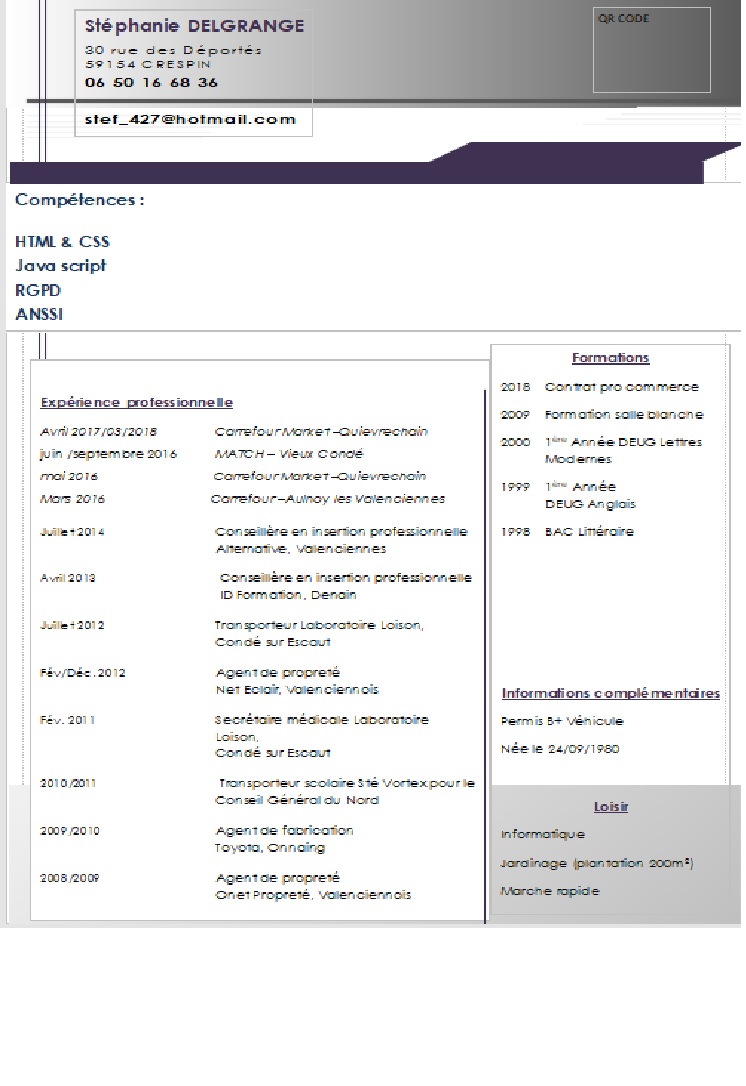 Stéphanie DELGRANGE
30 rue des Déportés
59154 CRESPIN
06 50 16 68 36
stef_427@hotmail.com
QR CODE
Compétences :
HTML & CSS
Java script
RGPD
ANSSI
Expérience professionnelle
Avril 2017/03/2018 Carrefour Market –Quievrechain
juin /septembre 2016 MATCH – Vieux Condé
mai 2016 Carrefour Market –Quievrechain
Mars 2016 Carrefour –Aulnoy les Valenciennes
Juillet 2014 Conseillère en insertion professionnelle
Alternative, Valenciennes
Avril 2013 Conseillère en insertion professionnelle
ID Formation, Denain
Juillet 2012 Transporteur Laboratoire Loison,
Condé sur Escaut
Fév/Déc. 2012 Agent de propreté
Net Eclair, Valenciennois
Fév. 2011 Secrétaire médicale Laboratoire
Loison,
Condé sur Escaut
2010/2011 Transporteur scolaire Sté Vortex pour le
Conseil Général du Nord
2009/2010 Agent de fabrication
Toyota, Onnaing
2008/2009 Agent de propreté
Onet Propreté, Valenciennois
Formations
2018 Contrat pro commerce
2009 Formation salle blanche
2000 1ère Année DEUG Lettres
Modernes
1999 1ère Année
DEUG Anglais
1998 BAC Littéraire
Informations complémentaires
Permis B+ Véhicule
Née le 24/09/1980
Loisir
Informatique
Jardinage (plantation 200m²)
Marche rapide